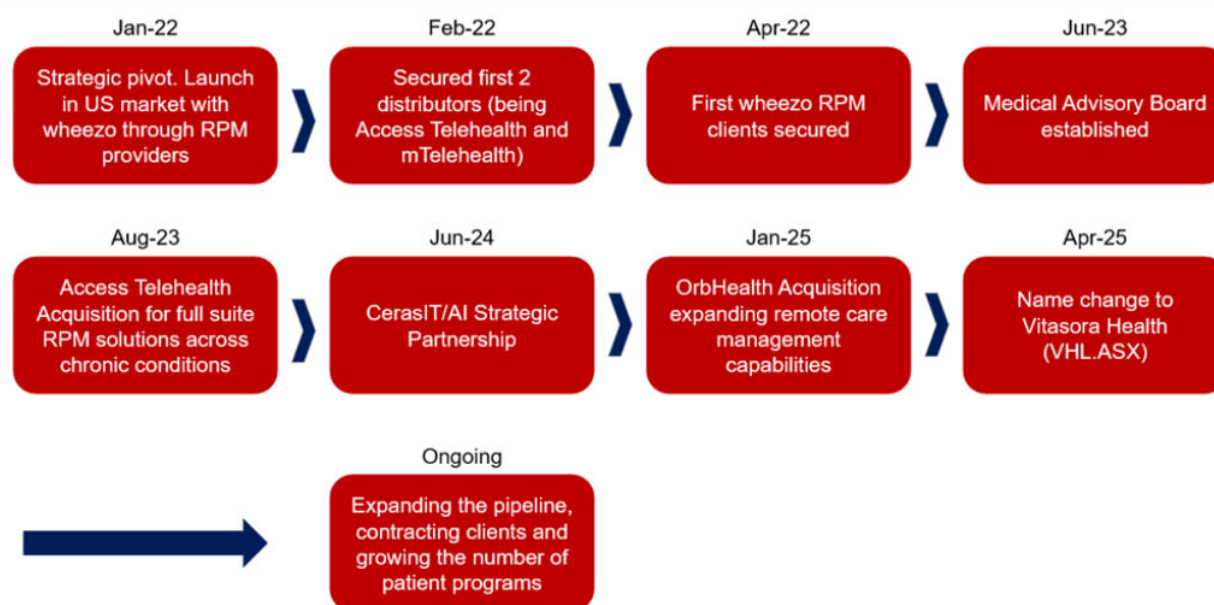 Jan-22
Feb-22
Apr-22
Jun-23
Strategic pivot. Launch
in US market with
wheezo through RPM
providers
Secured first 2
distributors (being
Access Telehealth and
mTelehealth)
First wheezo RPM
clients secured
Medical Advisory Board
established
Aug-23
Jun-24
Jan-25
Apr-25
Access Telehealth
Acquisition for full suite
RPM solutions across
chronic conditions
CerasIT/AI Strategic
Partnership
OrbHealth Acquisition
expanding remote care
management
capabilities
Name change to
Vitasora Health
(VHL.ASX)
Ongoing
Expanding the pipeline,
contracting clients and
growing the number of
patient programs